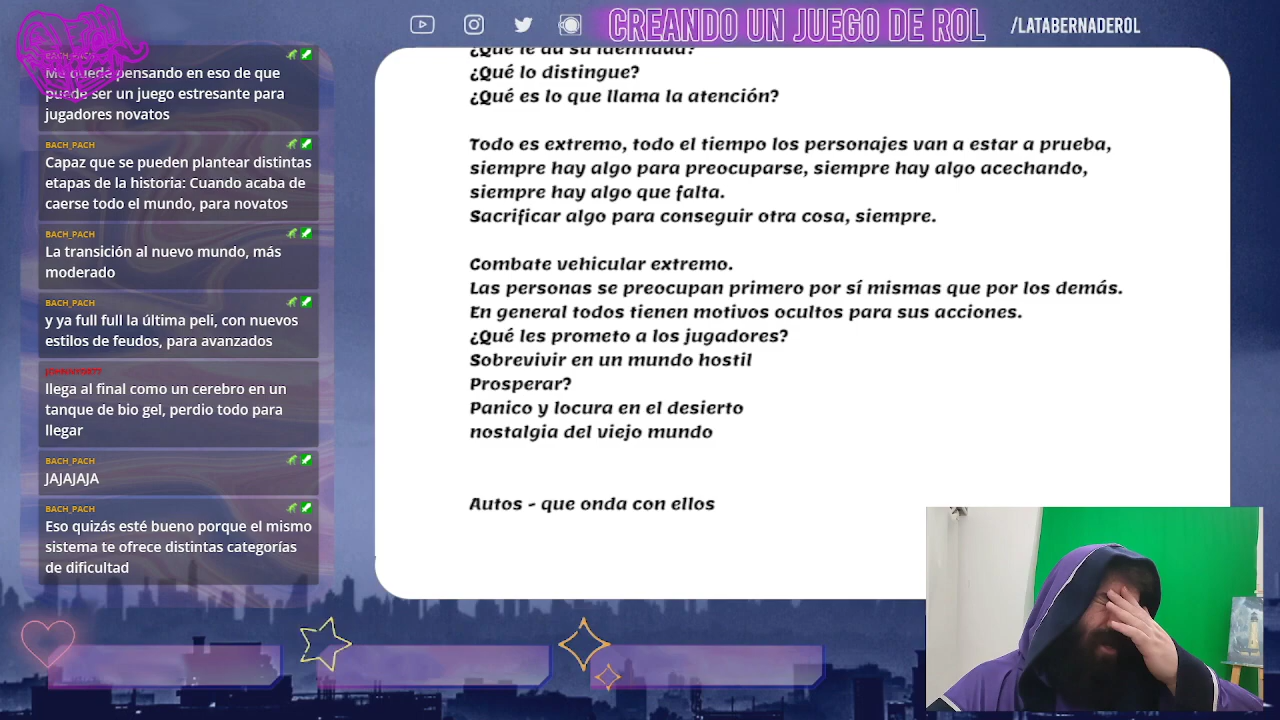 CREANDO UN JUEGO DE ROL
/LATABERNADEROL
BACH_PACH
Me quedé pensando en eso de que
puede ser un juego estresante para
jugadores novatos
BACH_PACH
Capaz que se pueden plantear distintas
etapas de la historia: Cuando acaba de
caerse todo el mundo, para novatos
BACH_PACH
La transición al nuevo mundo, más
moderado
BACH_PACH
y ya full full la última peli, con nuevos
estilos de feudos, para avanzados
llega al final como un cerebro en un
tanque de bio gel, perdio todo para
llegar
BACH_PACH
JAJAJAJA
BACH_PACH
Eso quizás esté bueno porque el mismo
sistema te ofrece distintas categorías
de dificultad
¿Qué le da su identidad?
¿Qué lo distingue?
¿Qué es lo que llama la atención?
Todo es extremo, todo el tiempo los personajes van a estar a prueba,
siempre hay algo para preocuparse, siempre hay algo acechando,
siempre hay algo que falta.
Sacrificar algo para conseguir otra cosa, siempre.
Combate vehicular extremo.
Las personas se preocupan primero por sí mismas que por los demás.
En general todos tienen motivos ocultos para sus acciones.
¿Qué les prometo a los jugadores?
Sobrevivir en un mundo hostil
Prosperar?
Panico y locura en el desierto
nostalgia del viejo mundo
Autos - que onda con ellos